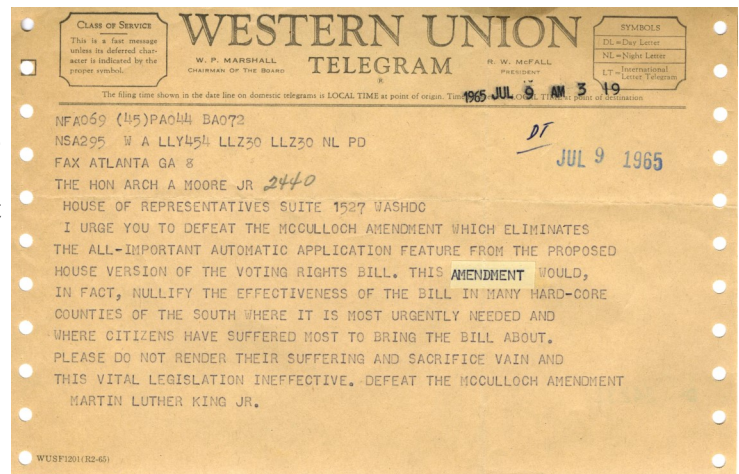 CLASS OF SERVICE
This is a fast message
unless its deferred char-
acter is indicated by the
proper symbol.
WESTERN UNION
TELEGRAM
W. P. MARSHALL
CHAIRMAN OF THE BOARD
R. W. McFALL
PRESIDENT
SYMBOLS
DL=Day Letter
NL=Night Letter
LT=International Letter Telegram
The filing time shown in the date line on domestic telegrams is LOCAL TIME at point of origin. Time LOCAL TIME at point of destination
1965 JUL 9 AM 3 19
NFA069 (45)PA044 BA072
NSA295 W A LLY454 LLZ30 LLZ30 NL PD
DT
JUL 9 1965
FAX ATLANTA GA 8
THE HON ARCH A MOORE JR 2440
HOUSE OF REPRESENTATIVES SUITE 1527 WASHDC
I URGE YOU TO DEFEAT THE MCCULLOCH AMENDMENT WHICH ELIMINATES
THE ALL-IMPORTANT AUTOMATIC APPLICATION FEATURE FROM THE PROPOSED
HOUSE VERSION OF THE VOTING RIGHTS BILL. THIS AMENDMENT WOULD,
IN FACT, NULLIFY THE EFFECTIVENESS OF THE BILL IN MANY HARD-CORE
COUNTIES OF THE SOUTH WHERE IT IS MOST URGENTLY NEEDED AND
WHERE CITIZENS HAVE SUFFERED MOST TO BRING THE BILL ABOUT.
PLEASE DO NOT RENDER THEIR SUFFERING AND SACRIFICE VAIN AND
THIS VITAL LEGISLATION INEFFECTIVE. DEFEAT THE MCCULLOCH AMENDMENT
MARTIN LUTHER KING JR.
WUSF1201(R2-65)